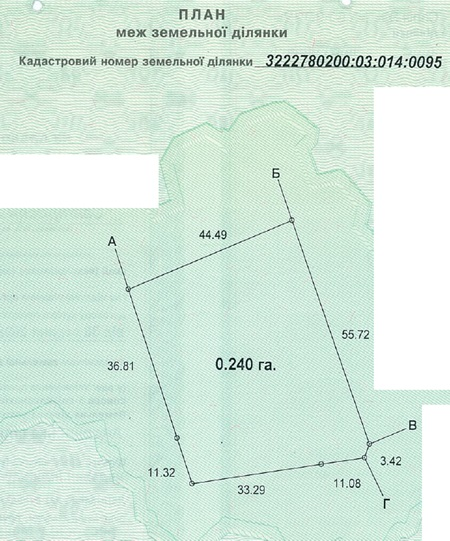 ПЛАН
меж земельної ділянки
Кадастровий номер земельної ділянки 3222780200:03:014:0095
Б
А
44.49
55.72
36.81
0.240 га.
В
3.42
11.32
11.08
33.29
Г